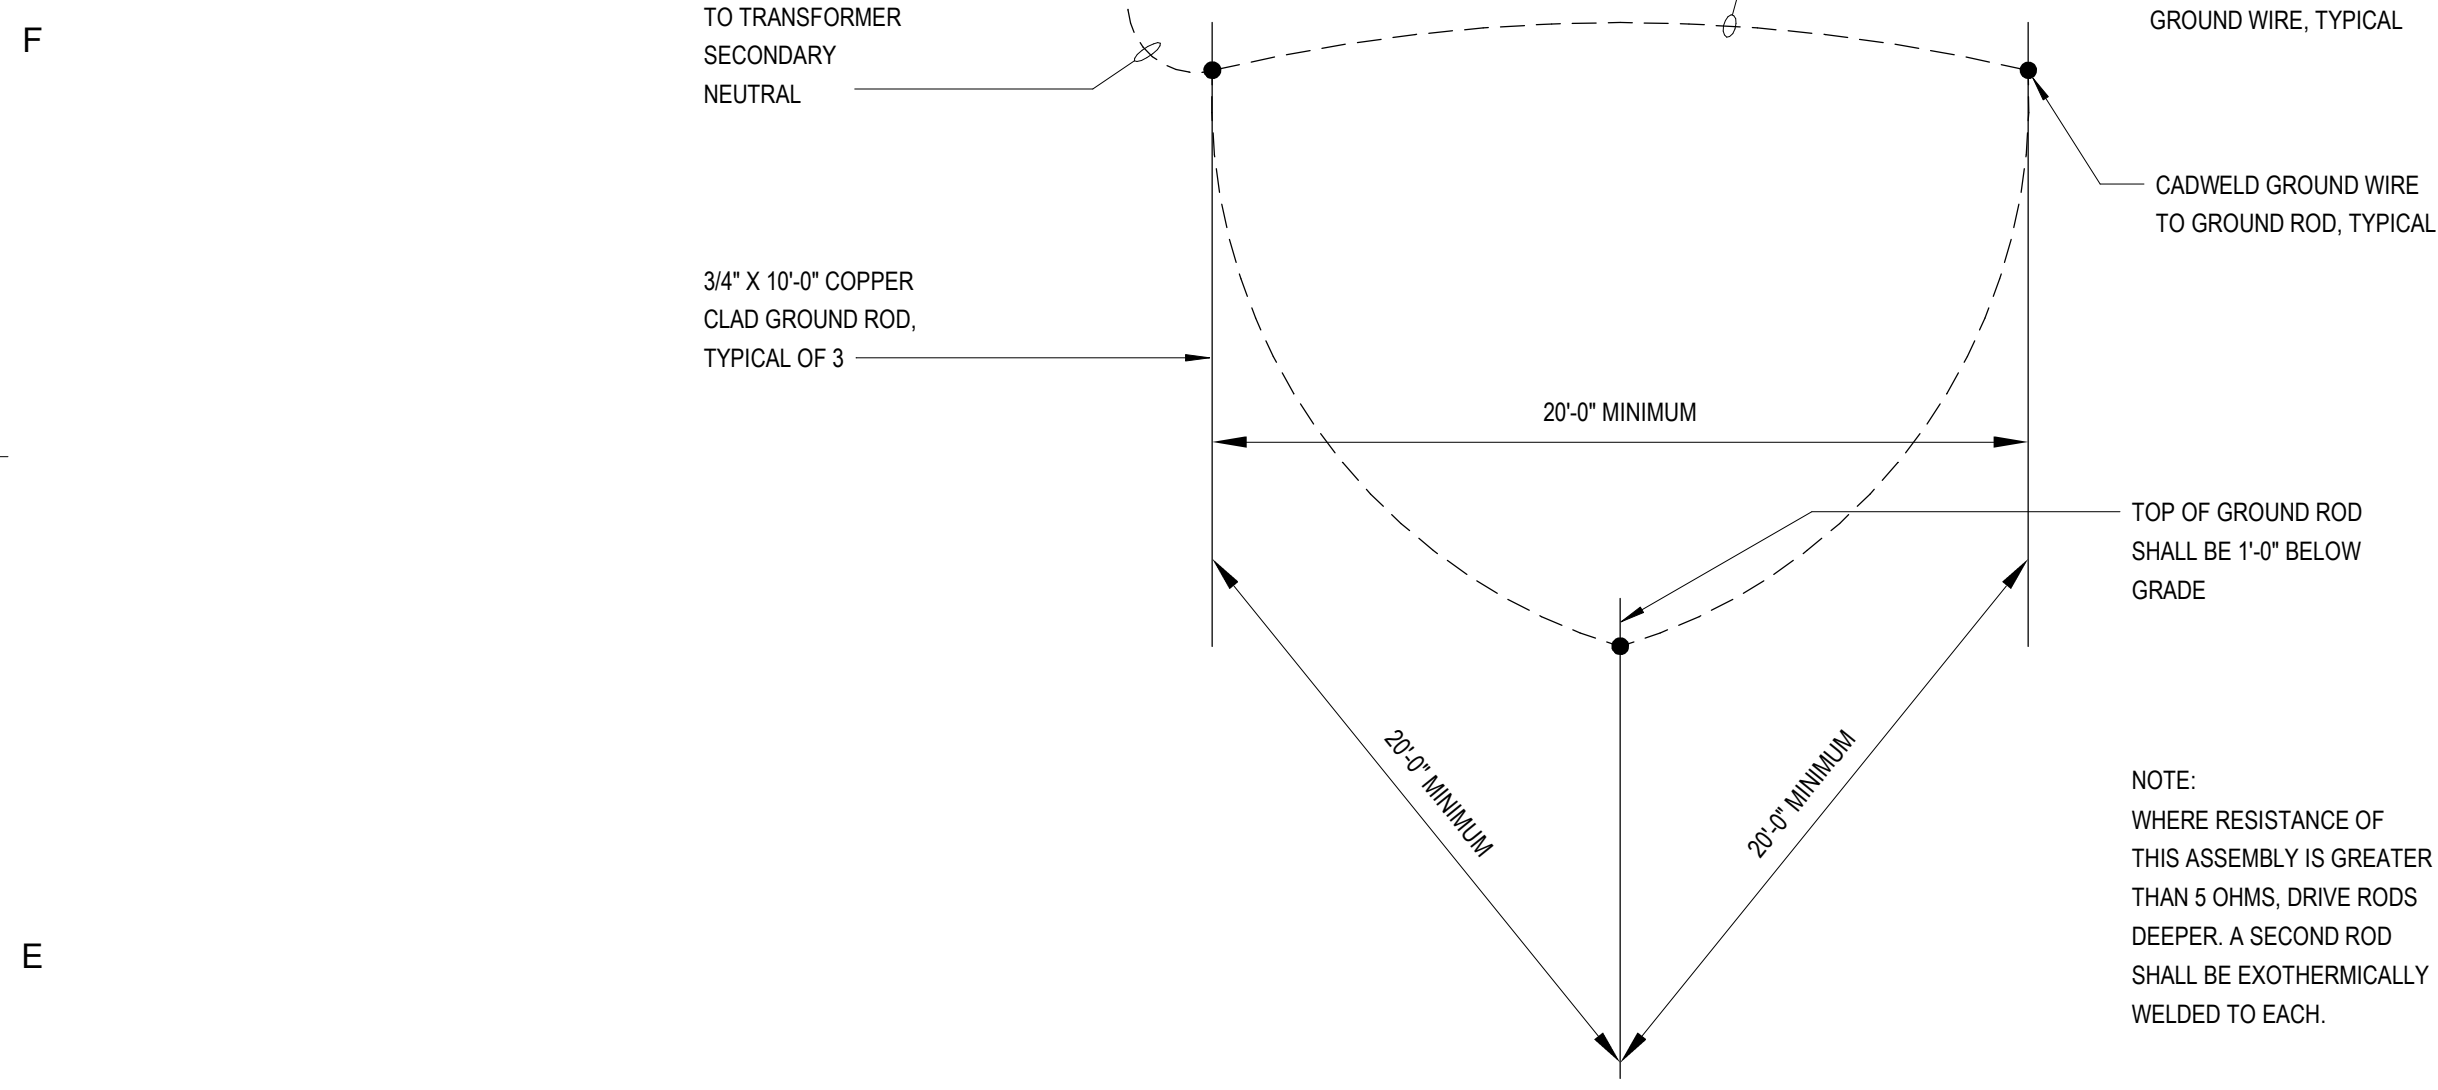 F
TO TRANSFORMER
SECONDARY
NEUTRAL
GROUND WIRE, TYPICAL
CADWELD GROUND WIRE
TO GROUND ROD, TYPICAL
3/4" X 10'-0" COPPER
CLAD GROUND ROD,
TYPICAL OF 3
20'-0" MINIMUM
TOP OF GROUND ROD
SHALL BE 1'-0" BELOW
GRADE
20'-0" MINIMUM
20'-0" MINIMUM
NOTE:
WHERE RESISTANCE OF
THIS ASSEMBLY IS GREATER
THAN 5 OHMS, DRIVE RODS
DEEPER. A SECOND ROD
SHALL BE EXOTHERMICALLY
WELDED TO EACH.
E